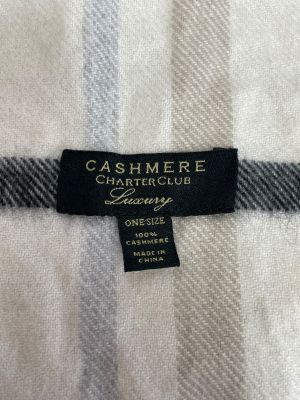 CASHMERE
CHARTER CLUB
Luxury
ONE SIZE
100%
CASHMERE
MADE IN
CHINA